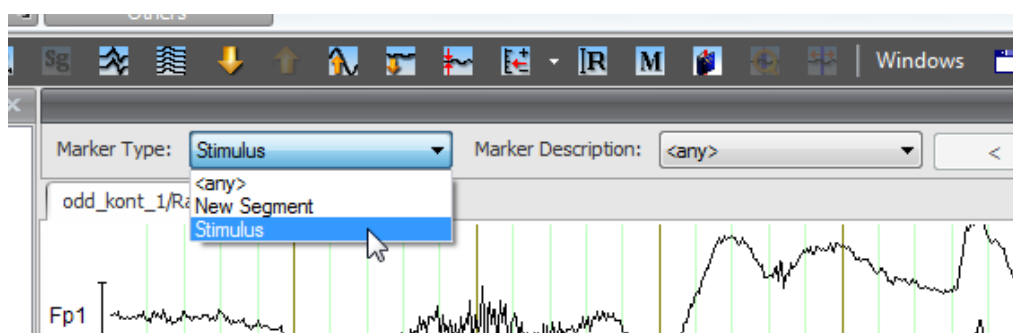 Others
Sg R M Windows
Marker Type: Stimulus Marker Description: <any> <
<any>
odd_kont_1/Ra
New Segment
Stimulus
Fp1